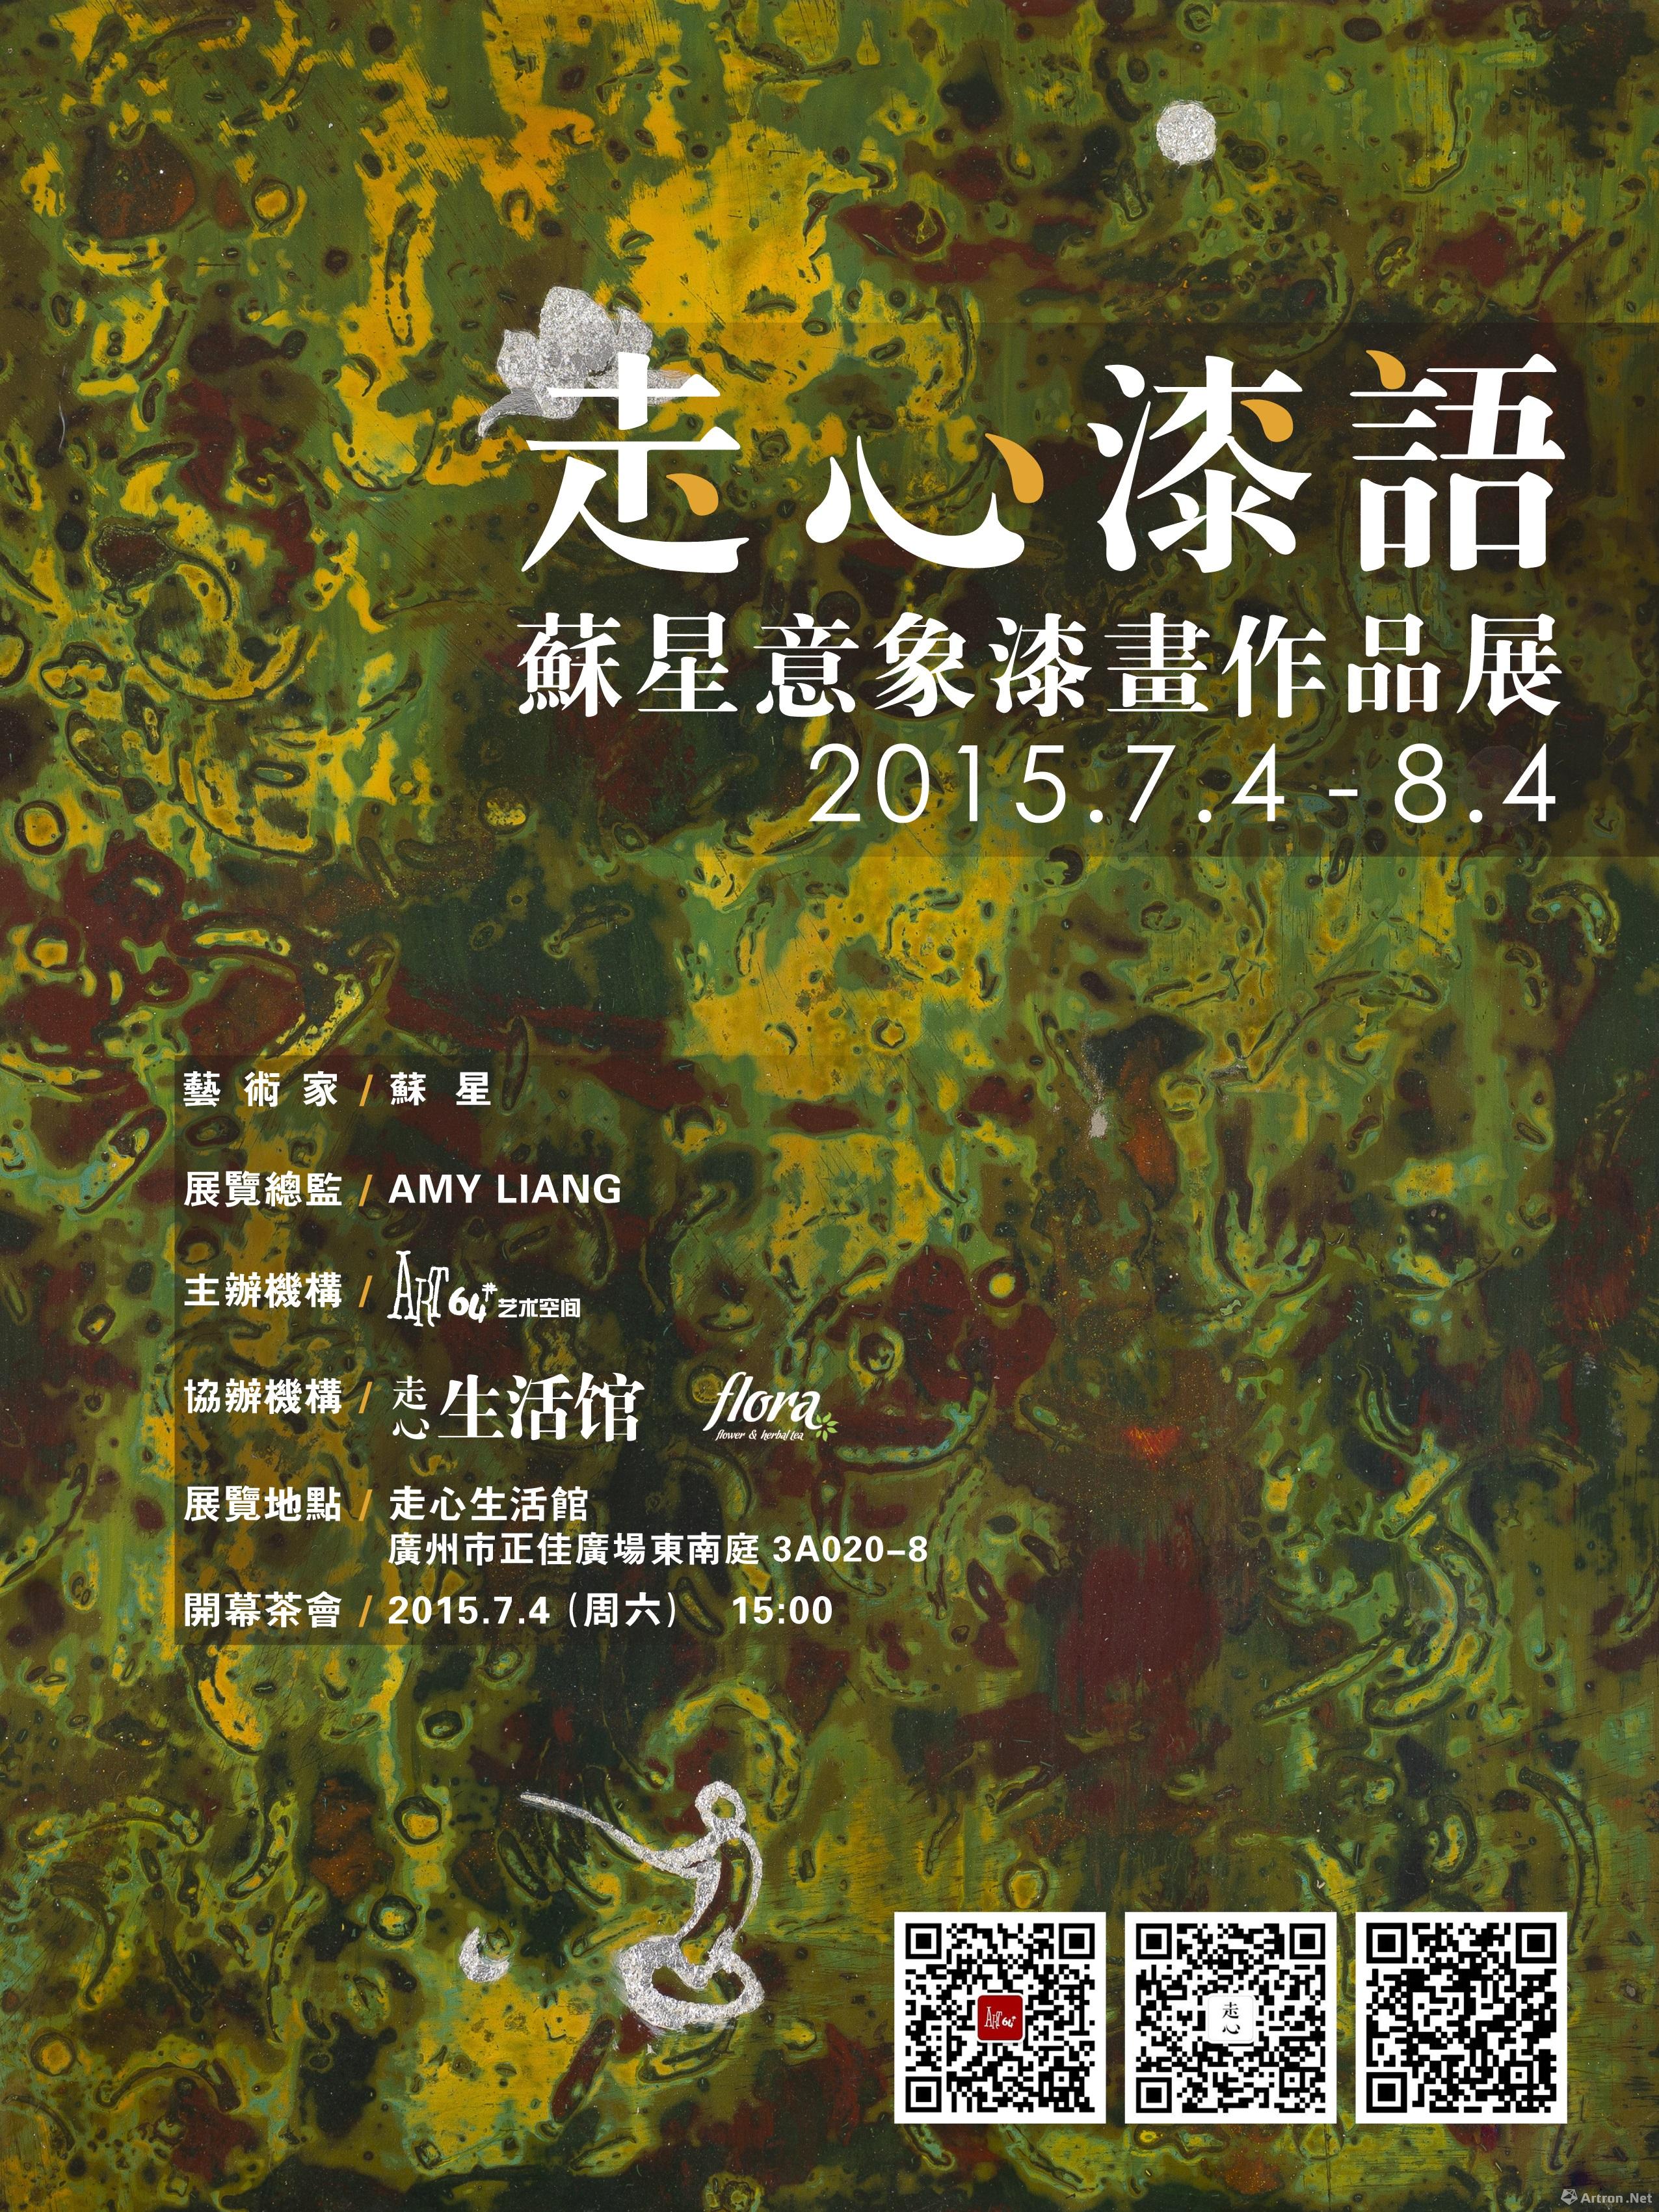 走心漆語
蘇星意象漆畫作品展
2015.7.4-8.4
藝術家 / 蘇星
展覽總監 / AMY LIANG
主辦機構 / ART64# 艺术空间
協辦機構 / 走心生活馆 flora flower & herbal tea
展覽地點 / 走心生活館
廣州市正佳廣場東南庭 3A020-8
開幕茶會 / 2015.7.4（周六） 15:00
ART64#
走心
Artron.Net